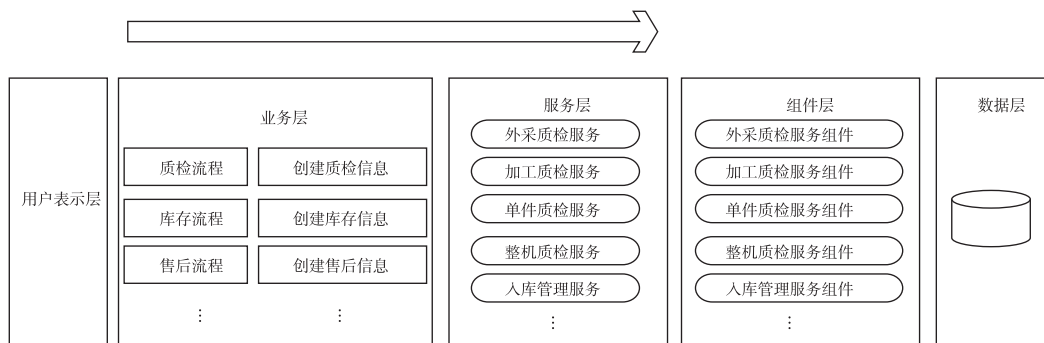 用户表示层
业务层
质检流程
创建质检信息
库存流程
创建库存信息
售后流程
创建售后信息
⋮
⋮
服务层
外采质检服务
加工质检服务
单件质检服务
整机质检服务
入库管理服务
⋮
组件层
外采质检服务组件
加工质检服务组件
单件质检服务组件
整机质检服务组件
入库管理服务组件
⋮
数据层